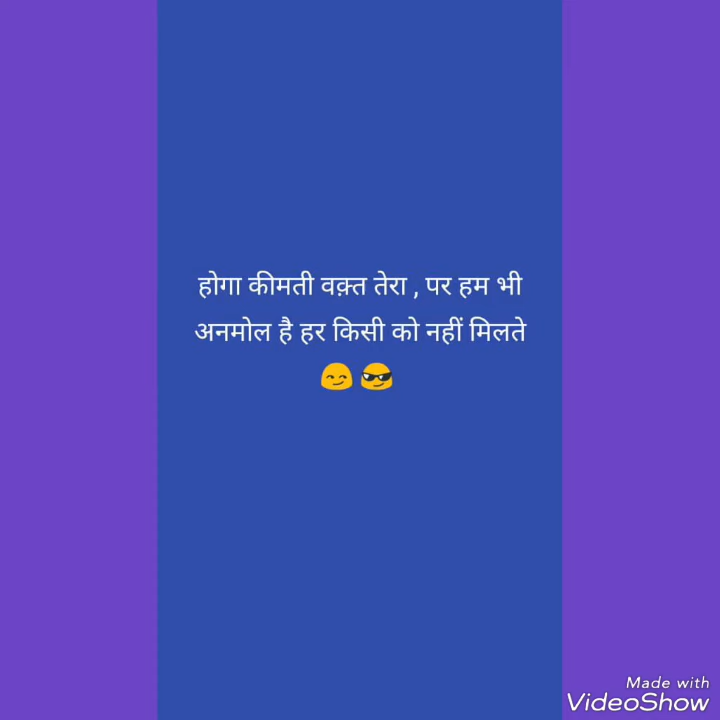 होगा कीमती वक़्त तेरा , पर हम भी
अनमोल है हर किसी को नहीं मिलते
😏 😎
Made with
VideoShow